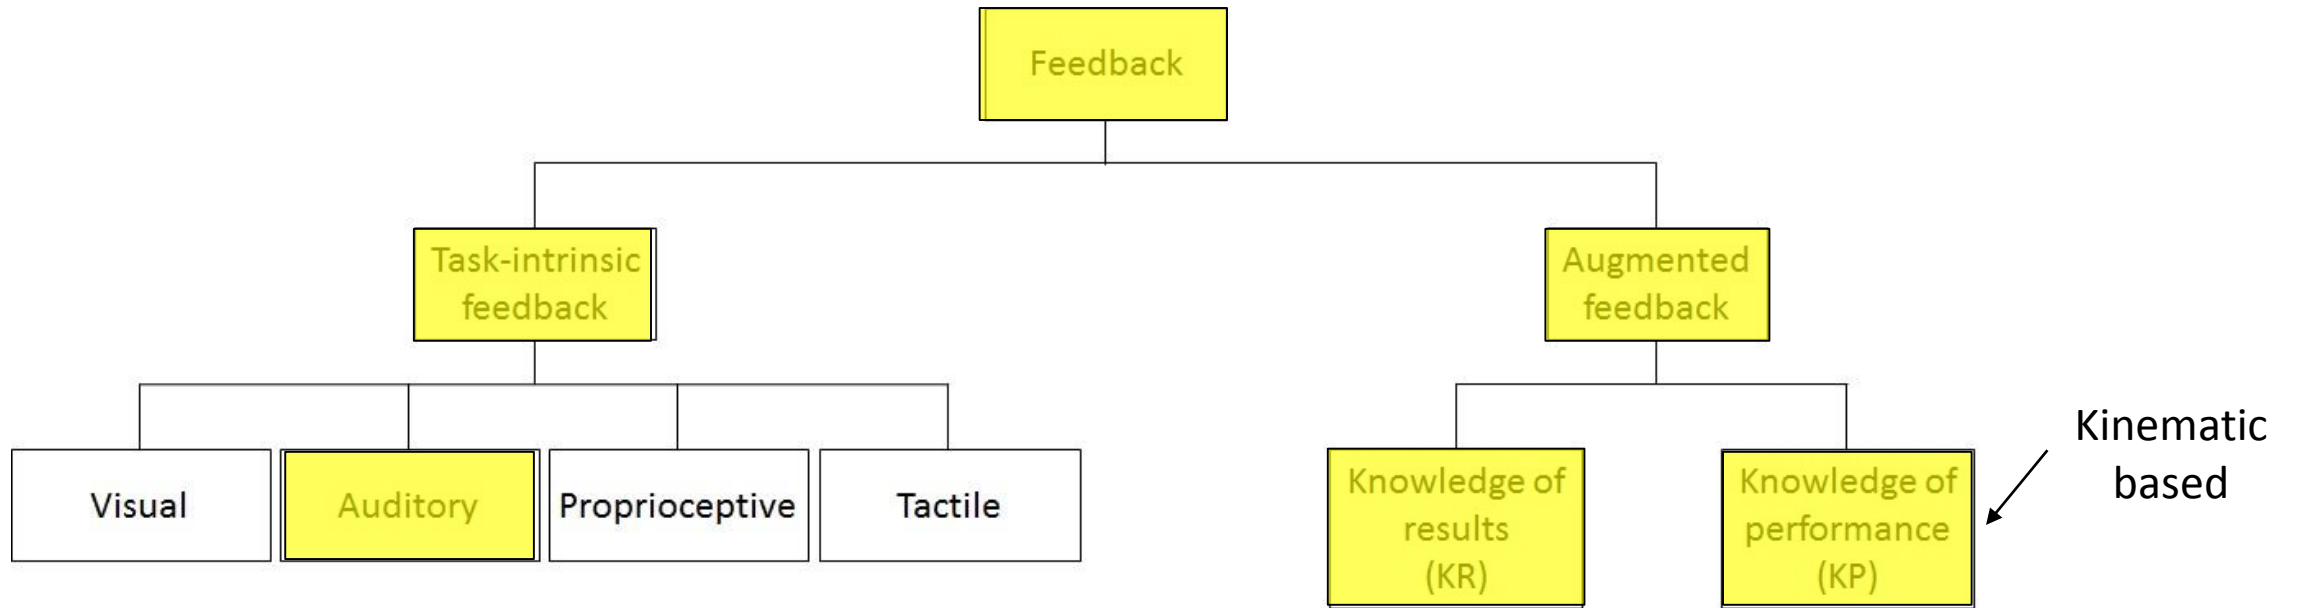 Feedback
Task-intrinsic
feedback
Augmented
feedback
Visual
Auditory
Proprioceptive
Tactile
Knowledge of
results
(KR)
Knowledge of
performance
(KP)
Kinematic
based